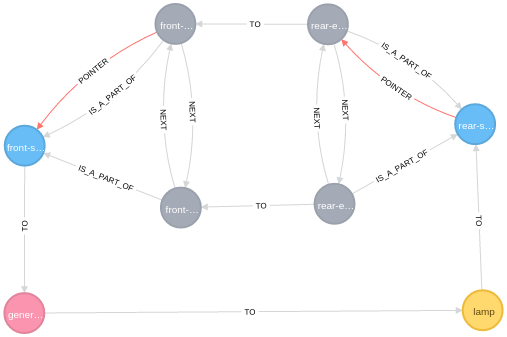 front-...
TO
rear-e...
POINTER
IS_A_PART_OF
IS_A_PART_OF
POINTER
NEXT
NEXT
NEXT
NEXT
front-s...
rear-s...
IS_A_PART_OF
IS_A_PART_OF
front-...
TO
rear-e...
TO
TO
gener...
TO
lamp